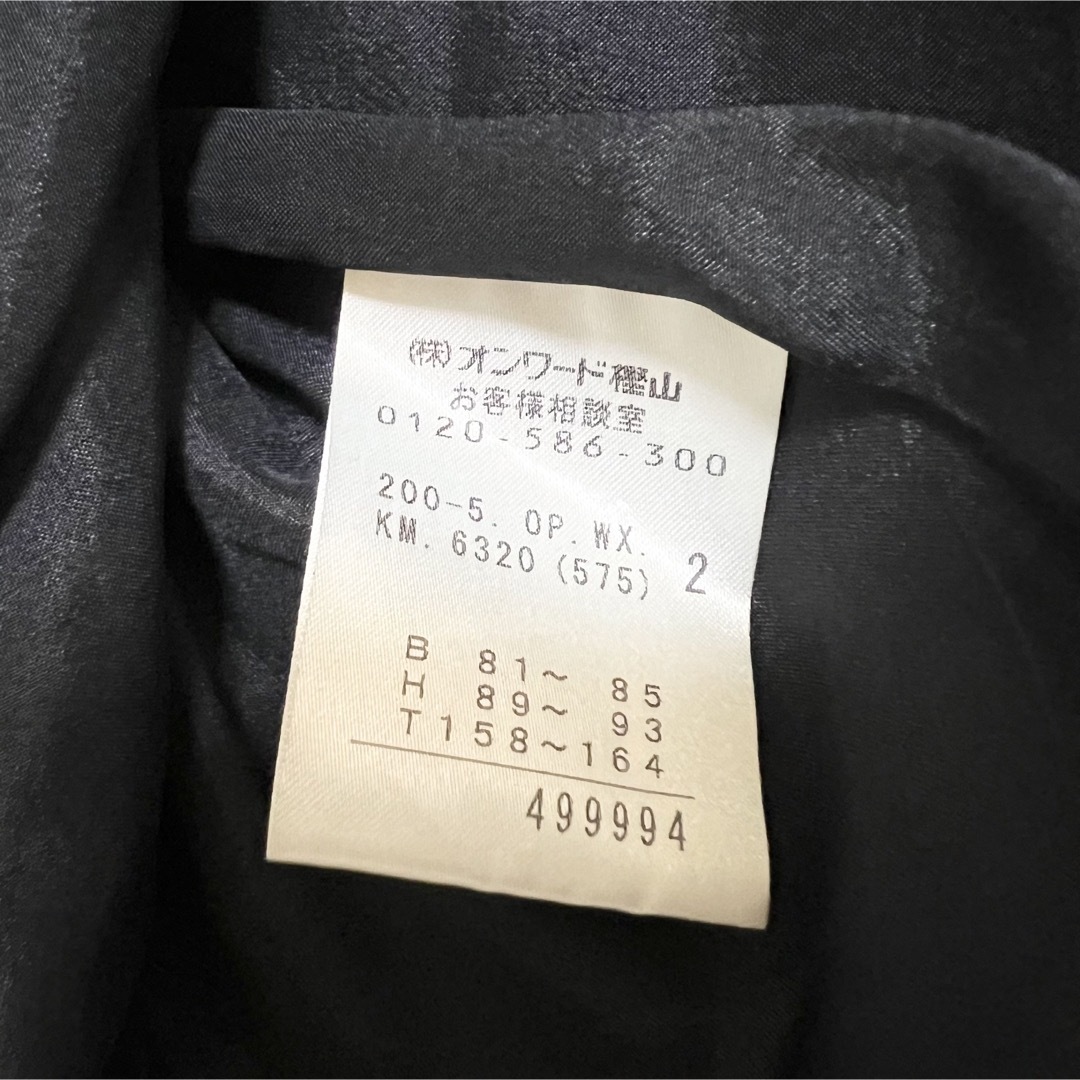 (株)オンワード樫山
お客様相談室
0120-586-300
200-5. OP. WX.
KM. 6320 (575) 2
B 81~ 85
H 89~ 93
T158~164
499994